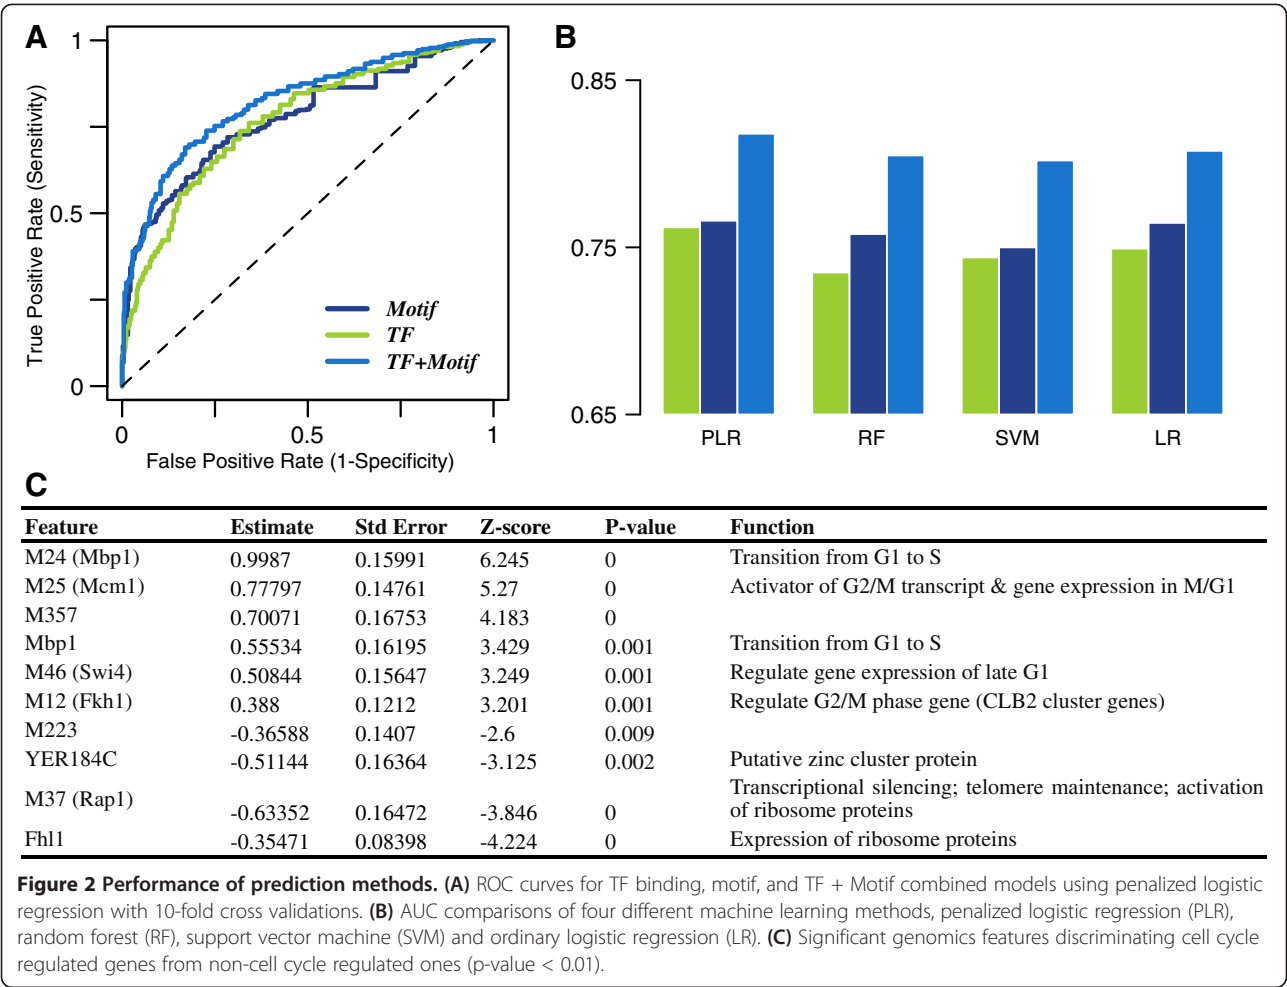 A
1
0.5
0
True Positive Rate (Sensitivity)
Motif
TF
TF+Motif
0 0.5 1
False Positive Rate (1-Specificity)
B
0.85
0.75
0.65
PLR RF SVM LR
C
Feature Estimate Std Error Z-score P-value Function
M24 (Mbp1) 0.9987 0.15991 6.245 0 Transition from G1 to S
M25 (Mcm1) 0.77797 0.14761 5.27 0 Activator of G2/M transcript & gene expression in M/G1
M357 0.70071 0.16753 4.183 0
Mbp1 0.55534 0.16195 3.429 0.001 Transition from G1 to S
M46 (Swi4) 0.50844 0.15647 3.249 0.001 Regulate gene expression of late G1
M12 (Fkh1) 0.388 0.1212 3.201 0.001 Regulate G2/M phase gene (CLB2 cluster genes)
M223 -0.36588 0.1407 -2.6 0.009
YER184C -0.51144 0.16364 -3.125 0.002 Putative zinc cluster protein
M37 (Rap1) -0.63352 0.16472 -3.846 0 Transcriptional silencing; telomere maintenance; activation
of ribosome proteins
Fhl1 -0.35471 0.08398 -4.224 0 Expression of ribosome proteins
Figure 2 Performance of prediction methods. (A) ROC curves for TF binding, motif, and TF + Motif combined models using penalized logistic
regression with 10-fold cross validations. (B) AUC comparisons of four different machine learning methods, penalized logistic regression (PLR),
random forest (RF), support vector machine (SVM) and ordinary logistic regression (LR). (C) Significant genomics features discriminating cell cycle
regulated genes from non-cell cycle regulated ones (p-value < 0.01).